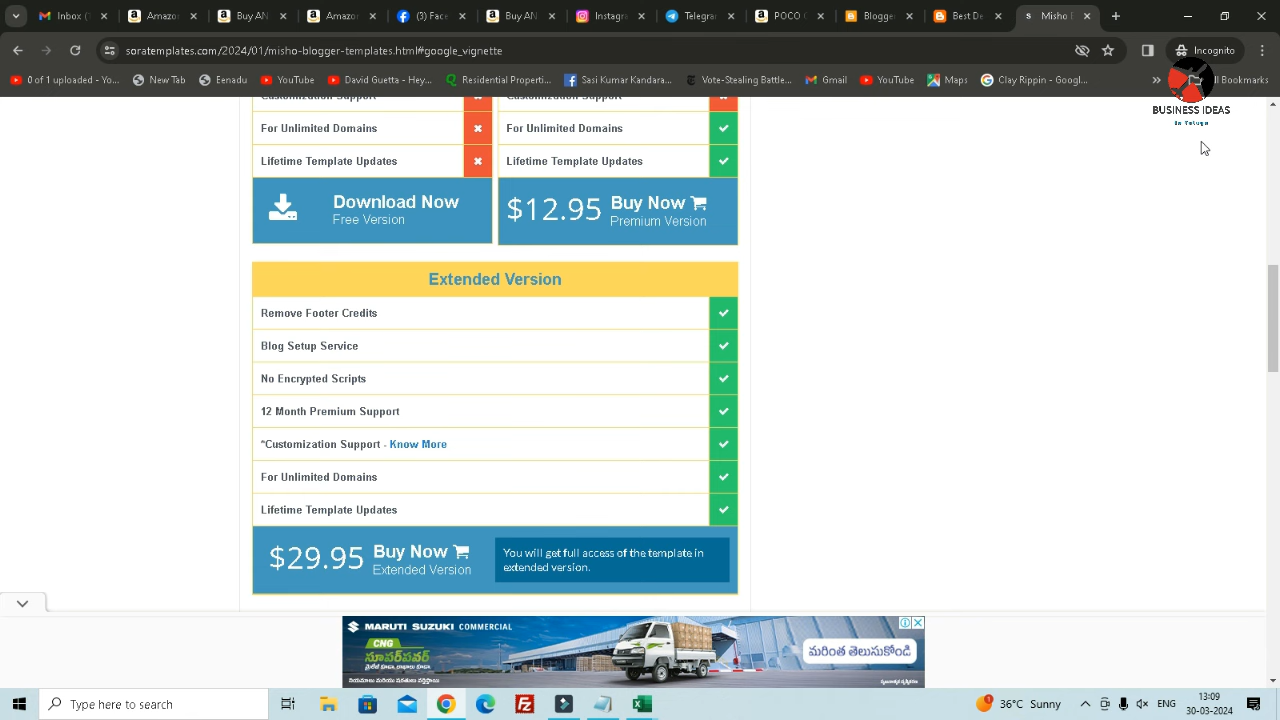 Inbox
Amazor
Buy AN
Amazor
(3) Face
Buy AN
Instagr
Telegrar
POCO C
Blogger
Best De
Misho E
soratemplates.com/2024/01/misho-blogger-templates.html#google_vignette
Incognito
0 of 1 uploaded - Yo...
New Tab
Eenadu
YouTube
David Guetta - Hey,...
Residential Properti...
Sasi Kumar Kandara...
Vote-Stealing Battle...
Gmail
YouTube
Maps
Clay Rippin - Googl...
ll Bookmarks
BUSINESS IDEAS
In Telugu
Customization Support
Customization Support
For Unlimited Domains
For Unlimited Domains
Lifetime Template Updates
Lifetime Template Updates
Download Now
Free Version
$12.95 Buy Now
Premium Version
Extended Version
Remove Footer Credits
Blog Setup Service
No Encrypted Scripts
12 Month Premium Support
*Customization Support - Know More
For Unlimited Domains
Lifetime Template Updates
$29.95 Buy Now
Extended Version
You will get full access of the template in
extended version.
MARUTI SUZUKI COMMERCIAL
CNG
సూపర్‌పవర్
మరింత తెలుసుకోండి
Type here to search
1
36°C Sunny
ENG
13:09
30-03-2024